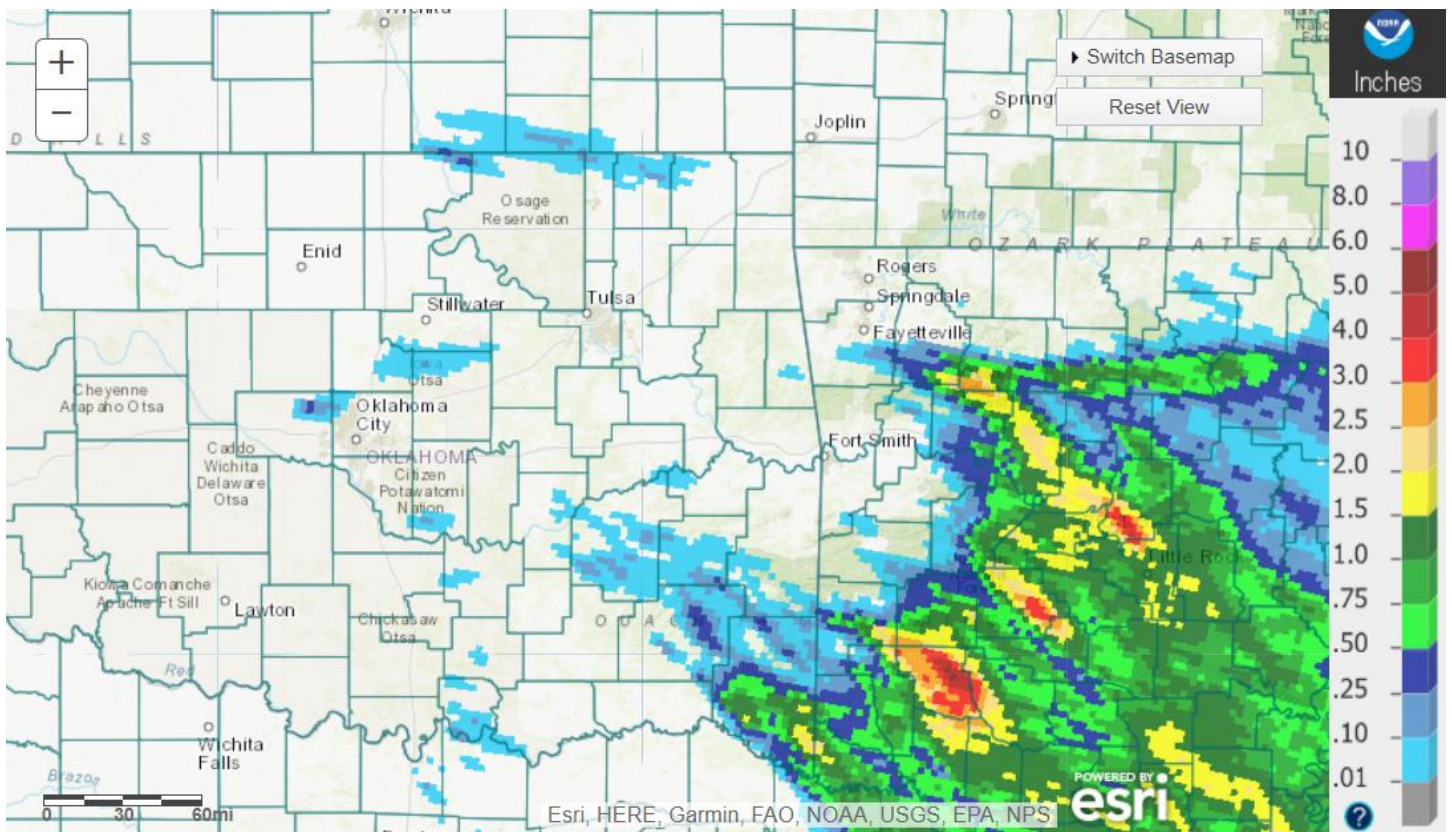 Wichita
+
−
D
I L L S
Joplin
▸ Switch Basemap
Reset View
NOAA
Inches
10
8.0
6.0
5.0
4.0
3.0
2.5
2.0
1.5
1.0
.75
.50
.25
.10
.01
?
Osage
Reservation
White
OZARK PLATEAU
Enid
Rogers
Springdale
Fayetteville
Stillwater
Tulsa
Otsa
Cheyenne
Arapaho Otsa
Oklahoma
City
OKLAHOMA
Citizen
Potawatomi
Nation
Caddo
Wichita
Delaware
Otsa
Fort Smith
Little Rock
Kiowa Comanche
Apache Ft Sill
Lawton
Chickasaw
Otsa
O U A C
Red
Wichita
Falls
Brazos
0 30 60mi
Esri, HERE, Garmin, FAO, NOAA, USGS, EPA, NPS
POWERED BY
esri